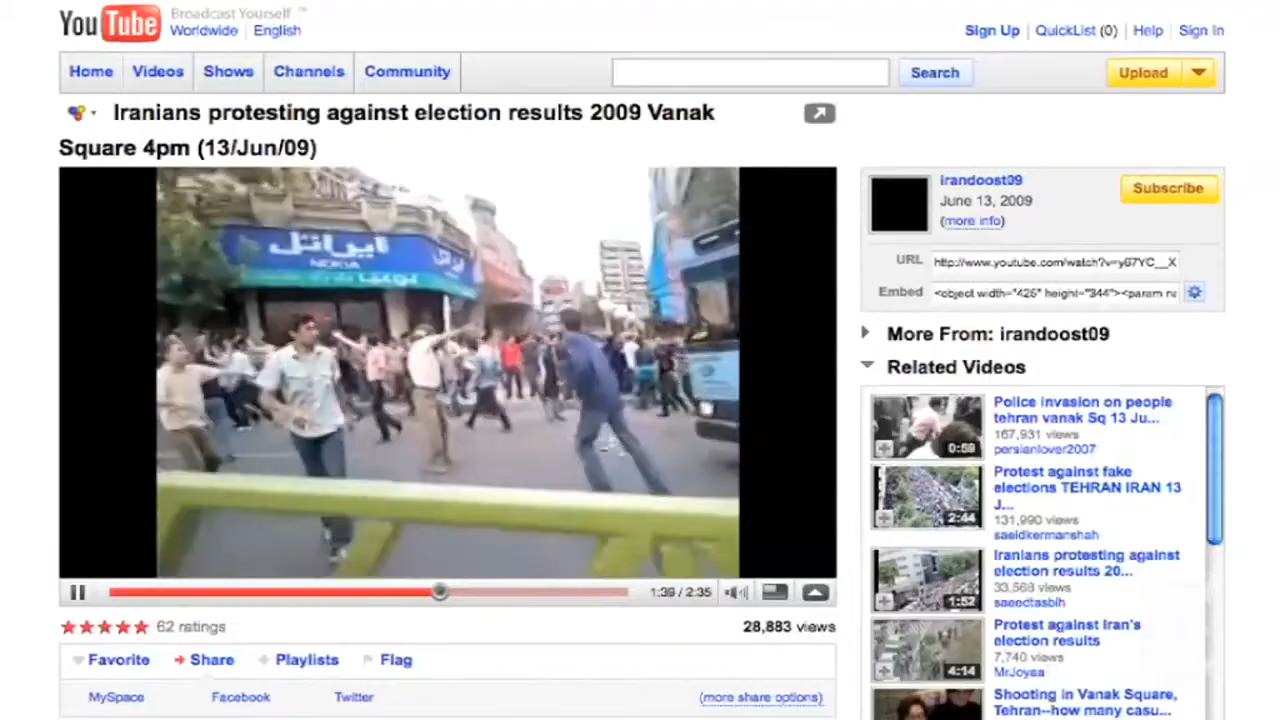 YouTube
Broadcast Yourself ™
Worldwide | English
Sign Up | QuickList (0) | Help | Sign In
Home
Videos
Shows
Channels
Community
Search
Upload
Iranians protesting against election results 2009 Vanak
Square 4pm (13/Jun/09)
ایرانتل
NOKIA
نوکیا
1:39 / 2:35
62 ratings
28,883 views
Favorite
Share
Playlists
Flag
MySpace
Facebook
Twitter
(more share options)
irandoost09
June 13, 2009
(more info)
Subscribe
URL
http://www.youtube.com/watch?v=y67YC__X
Embed
<object width="425" height="344"><param na
More From: irandoost09
Related Videos
Police invasion on people
tehran vanak Sq 13 Ju...
167,931 views
persianlover2007
0:59
Protest against fake
elections TEHRAN IRAN 13
J...
131,990 views
saeidkermanshah
2:44
Iranians protesting against
election results 20...
33,568 views
saeedtasbih
1:52
Protest against Iran's
election results
7,740 views
MrJoyaa
4:14
Shooting in Vanak Square,
Tehran--how many casu...